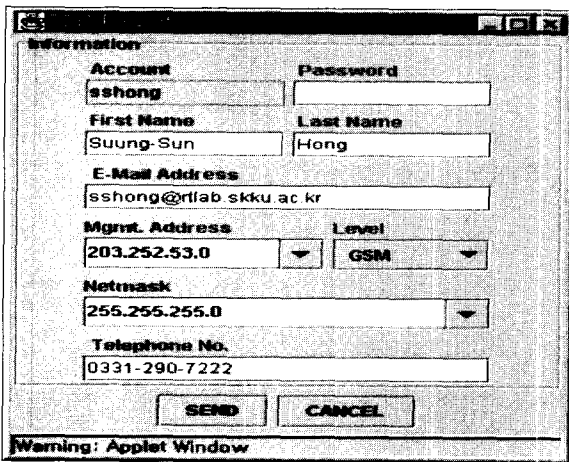 Information
Account Password
sshong
First Name Last Name
Suung-Sun Hong
E-Mail Address
sshong@rtlab.skku.ac.kr
Mgmt. Address Level
203.252.53.0 GSM
Netmask
255.255.255.0
Telephone No.
0331-290-7222
SEND CANCEL
Warning: Applet Window